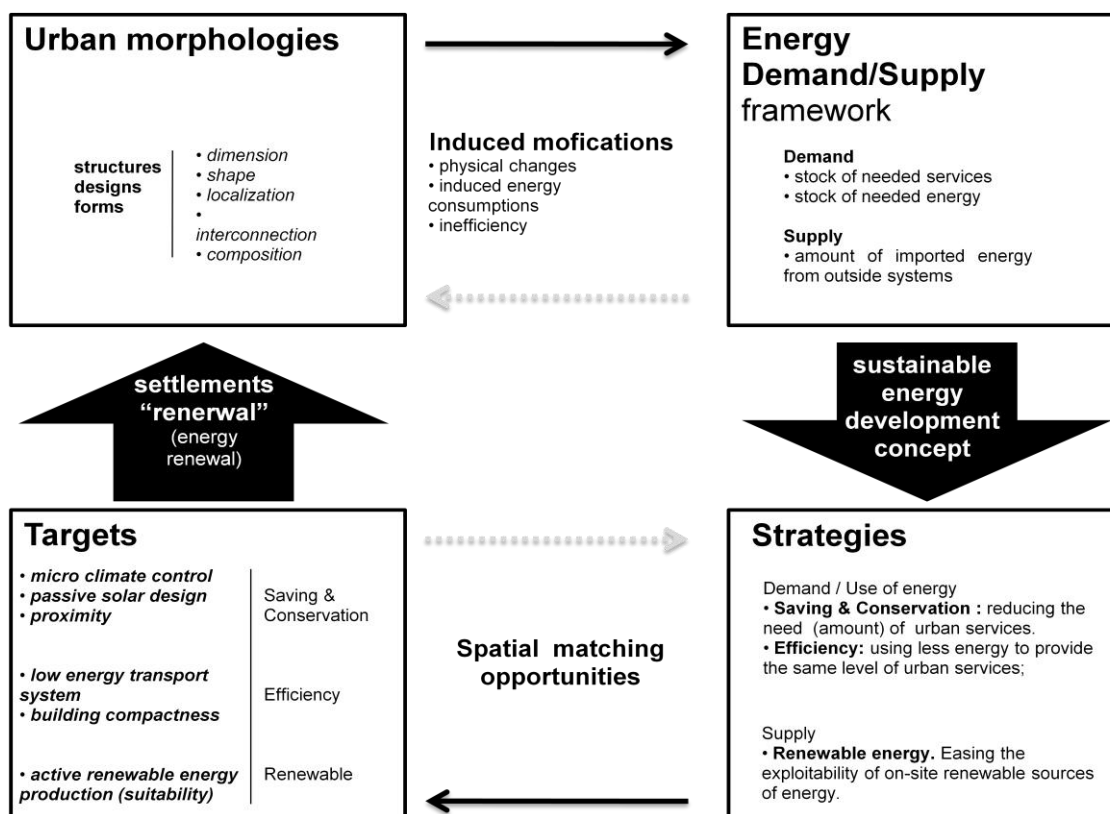 Urban morphologies
structures
designs
forms
• dimension
• shape
• localization
•
interconnection
• composition
Induced mofications
• physical changes
• induced energy
consumptions
• inefficiency
Energy
Demand/Supply
framework
Demand
• stock of needed services
• stock of needed energy
Supply
• amount of imported energy
from outside systems
settlements
“renerwal”
(energy
renewal)
sustainable
energy
development
concept
Targets
• micro climate control
• passive solar design
• proximity
Saving &
Conservation
• low energy transport
system
• building compactness
Efficiency
• active renewable energy
production (suitability)
Renewable
Spatial matching
opportunities
Strategies
Demand / Use of energy
• Saving & Conservation : reducing the
need (amount) of urban services.
• Efficiency: using less energy to provide
the same level of urban services;
Supply
• Renewable energy. Easing the
exploitability of on-site renewable sources
of energy.